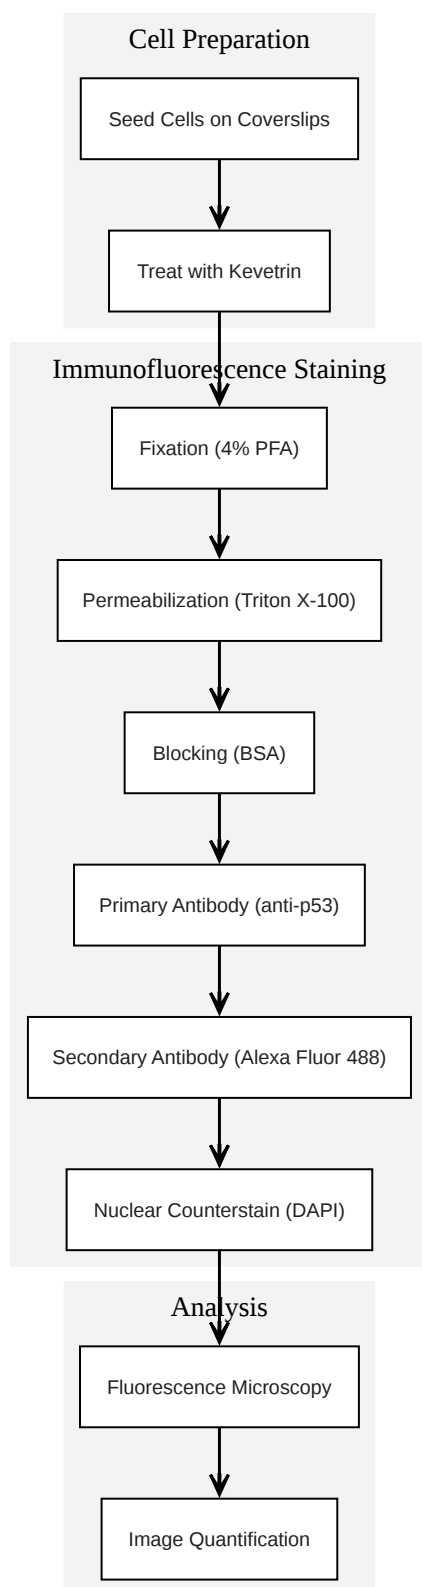 Cell Preparation
Seed Cells on Coverslips
Treat with Kevetrin
Immunofluorescence Staining
Fixation (4% PFA)
Permeabilization (Triton X-100)
Blocking (BSA)
Primary Antibody (anti-p53)
Secondary Antibody (Alexa Fluor 488)
Nuclear Counterstain (DAPI)
Analysis
Fluorescence Microscopy
Image Quantification